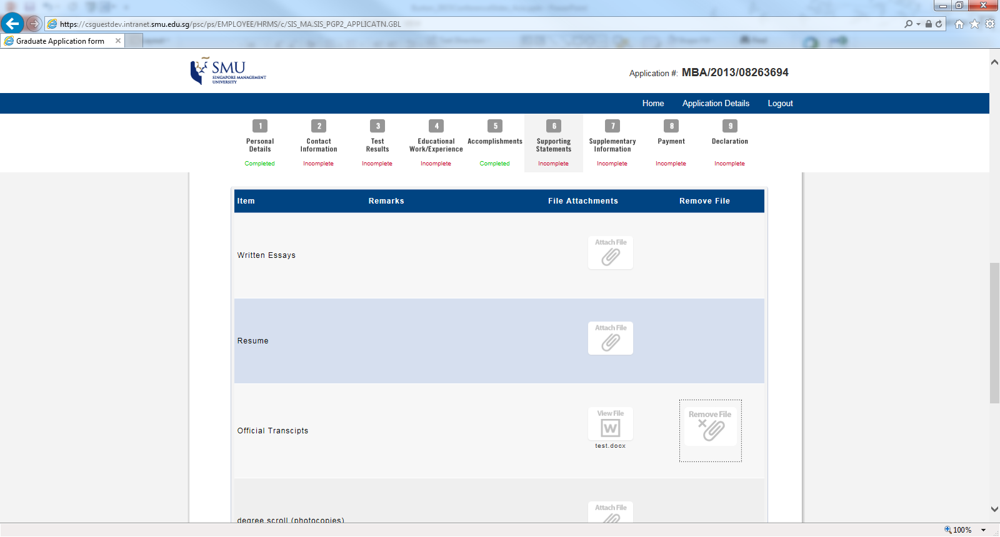 https://csguestdev.intranet.smu.edu.sg/psc/ps/EMPLOYEE/HRMS/c/SIS_MA.SIS_PGP2_APPLICATN.GBL
Graduate Application form
SMU
SINGAPORE MANAGEMENT
UNIVERSITY
Application #: MBA/2013/08263694
Home Application Details Logout
1 2 3 4 5 6 7 8 9
Personal Contact Test Educational Accomplishments Supporting Supplementary Payment Declaration
Details Information Results Work/Experience Statements Information
Completed Incomplete Incomplete Incomplete Completed Incomplete Incomplete Incomplete Incomplete
Item Remarks File Attachments Remove File
Attach File
Written Essays
Attach File
Resume
View File Remove File
W
Official Transcipts
test.docx
Attach File
degree scroll (photocopies)
100%